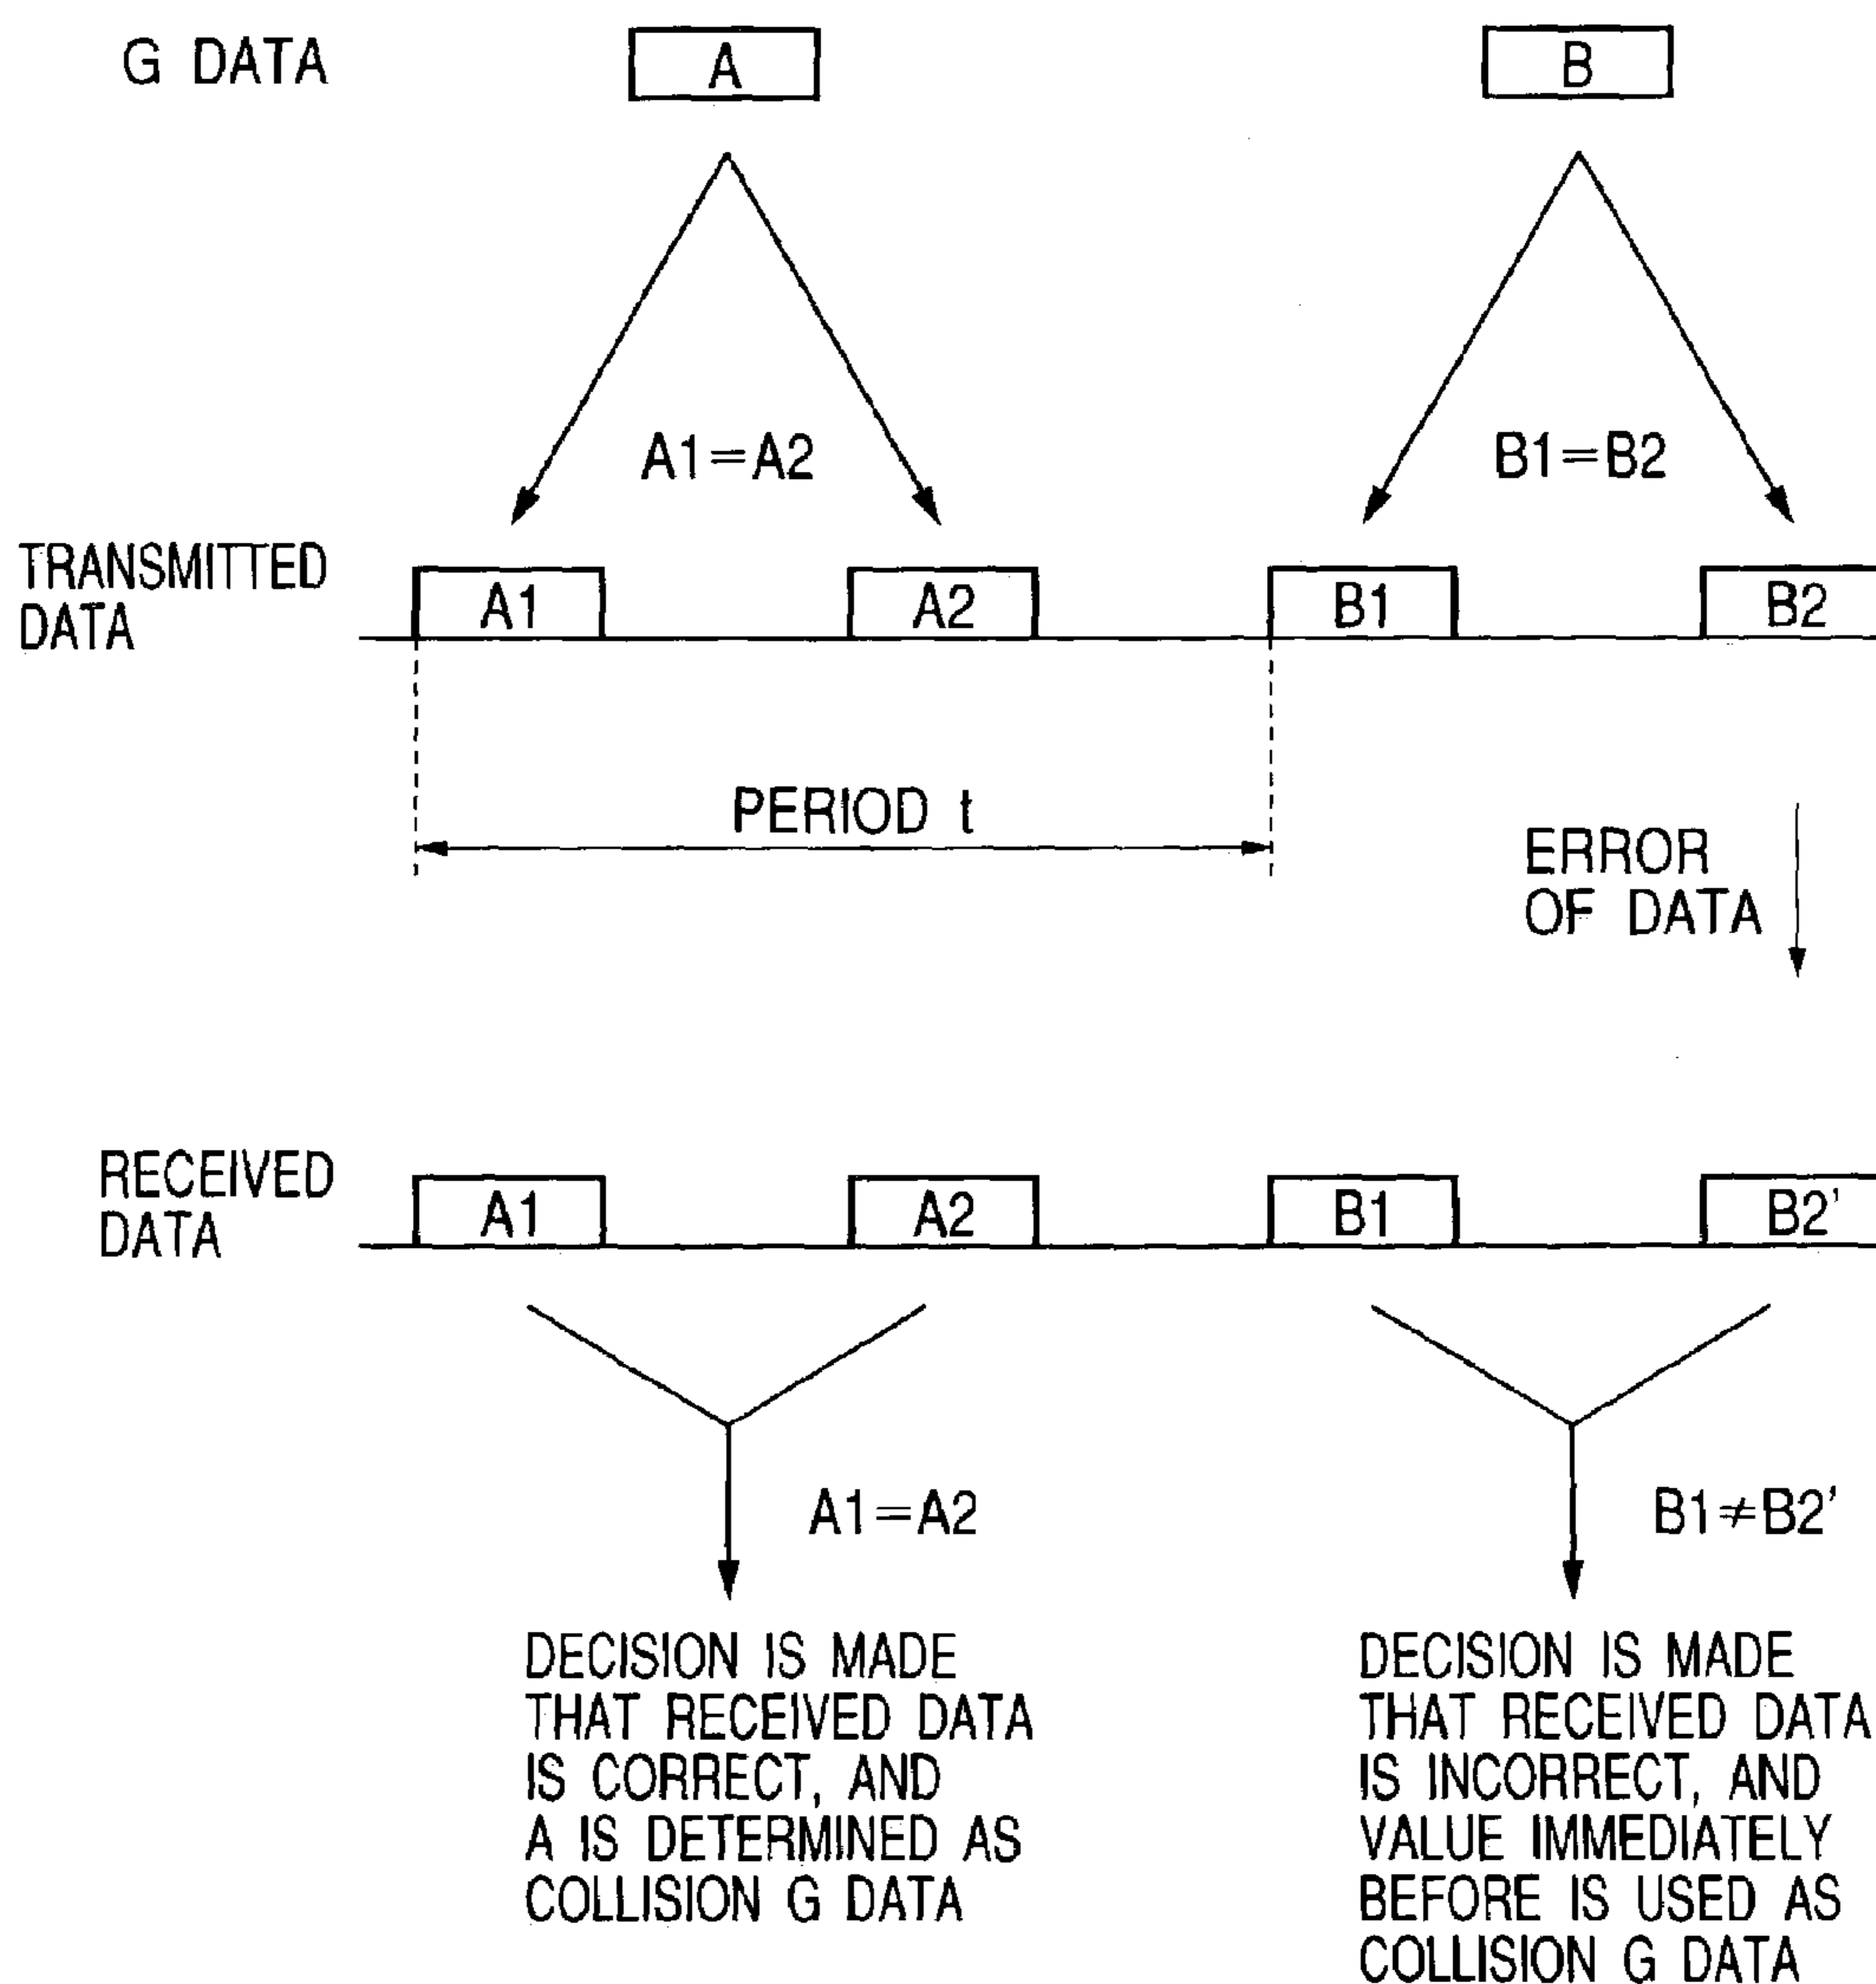 G DATA
A
B
A1=A2
B1=B2
TRANSMITTED
DATA
A1
A2
B1
B2
PERIOD t
ERROR
OF DATA
RECEIVED
DATA
A1
A2
B1
B2'
A1=A2
B1≠B2'
DECISION IS MADE
THAT RECEIVED DATA
IS CORRECT, AND
A IS DETERMINED AS
COLLISION G DATA
DECISION IS MADE
THAT RECEIVED DATA
IS INCORRECT, AND
VALUE IMMEDIATELY
BEFORE IS USED AS
COLLISION G DATA